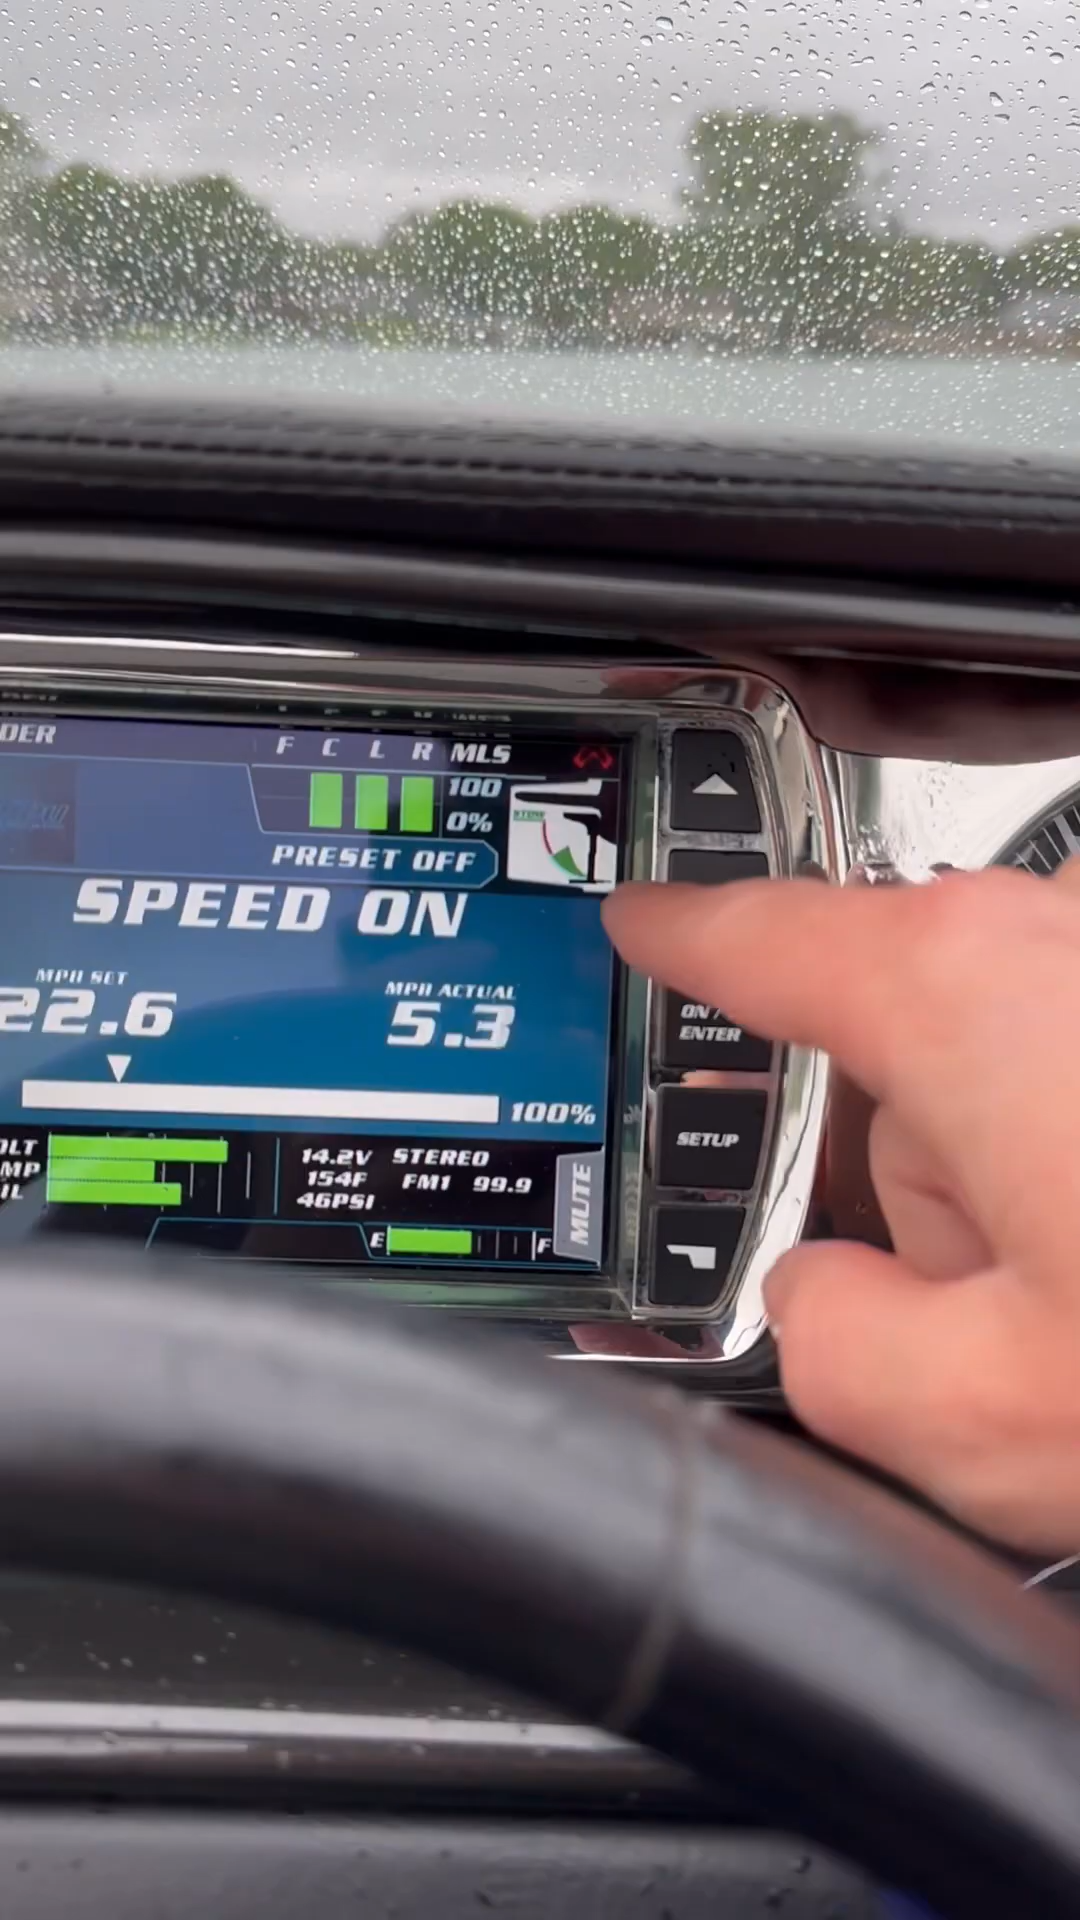 DER
F C L R MLS
100
0%
PRESET OFF
SPEED ON
MPH SET
22.6
MPH ACTUAL
5.3
100%
OLT
MP
IL
14.2V STEREO
154F FM1 99.9
46PSI
MUTE
E F
ON /
ENTER
SETUP